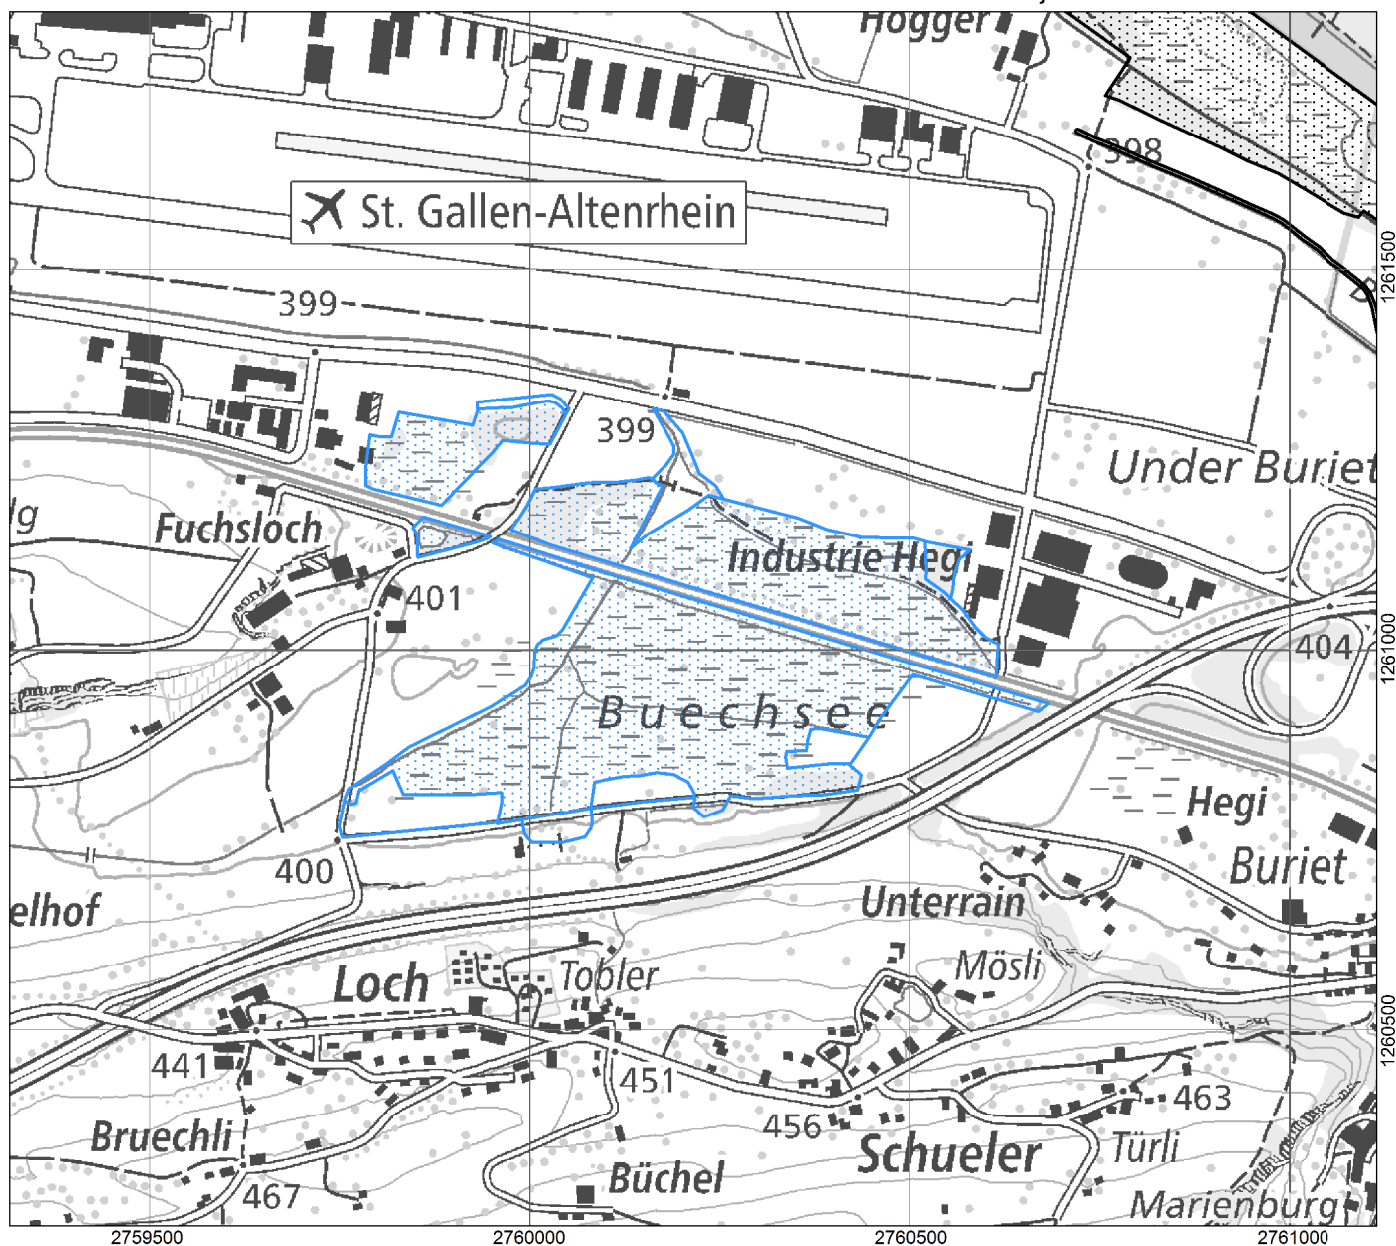 Högger
398
St. Gallen-Altenrhein
1261500
399
399
Under Buriet
lg
Fuchsloch
Industrie Hegi
401
404
1261000
Buechsee
Hegi
400
Buriet
elhof
Unterrain
Loch
Tobler
Mösli
1260500
441
451
463
456
Bruechli
Schueler
Türli
467
Büchel
Marienburg
2759500
2760000
2760500
2761000